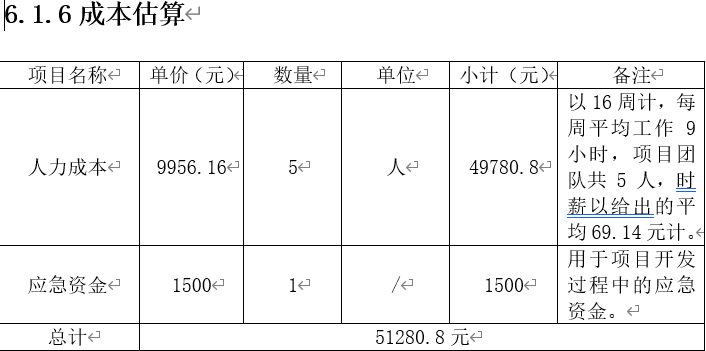 6.1.6 成本估算
项目名称 单价（元） 数量 单位 小计（元） 备注
人力成本 9956.16 5 人 49780.8
以 16 周计，每
周平均工作 9
小时，项目团
队共 5 人，时
薪以给出的平
均 69.14 元计。
应急资金 1500 1 / 1500
用于项目开发
过程中的应急
资金。
总计 51280.8 元